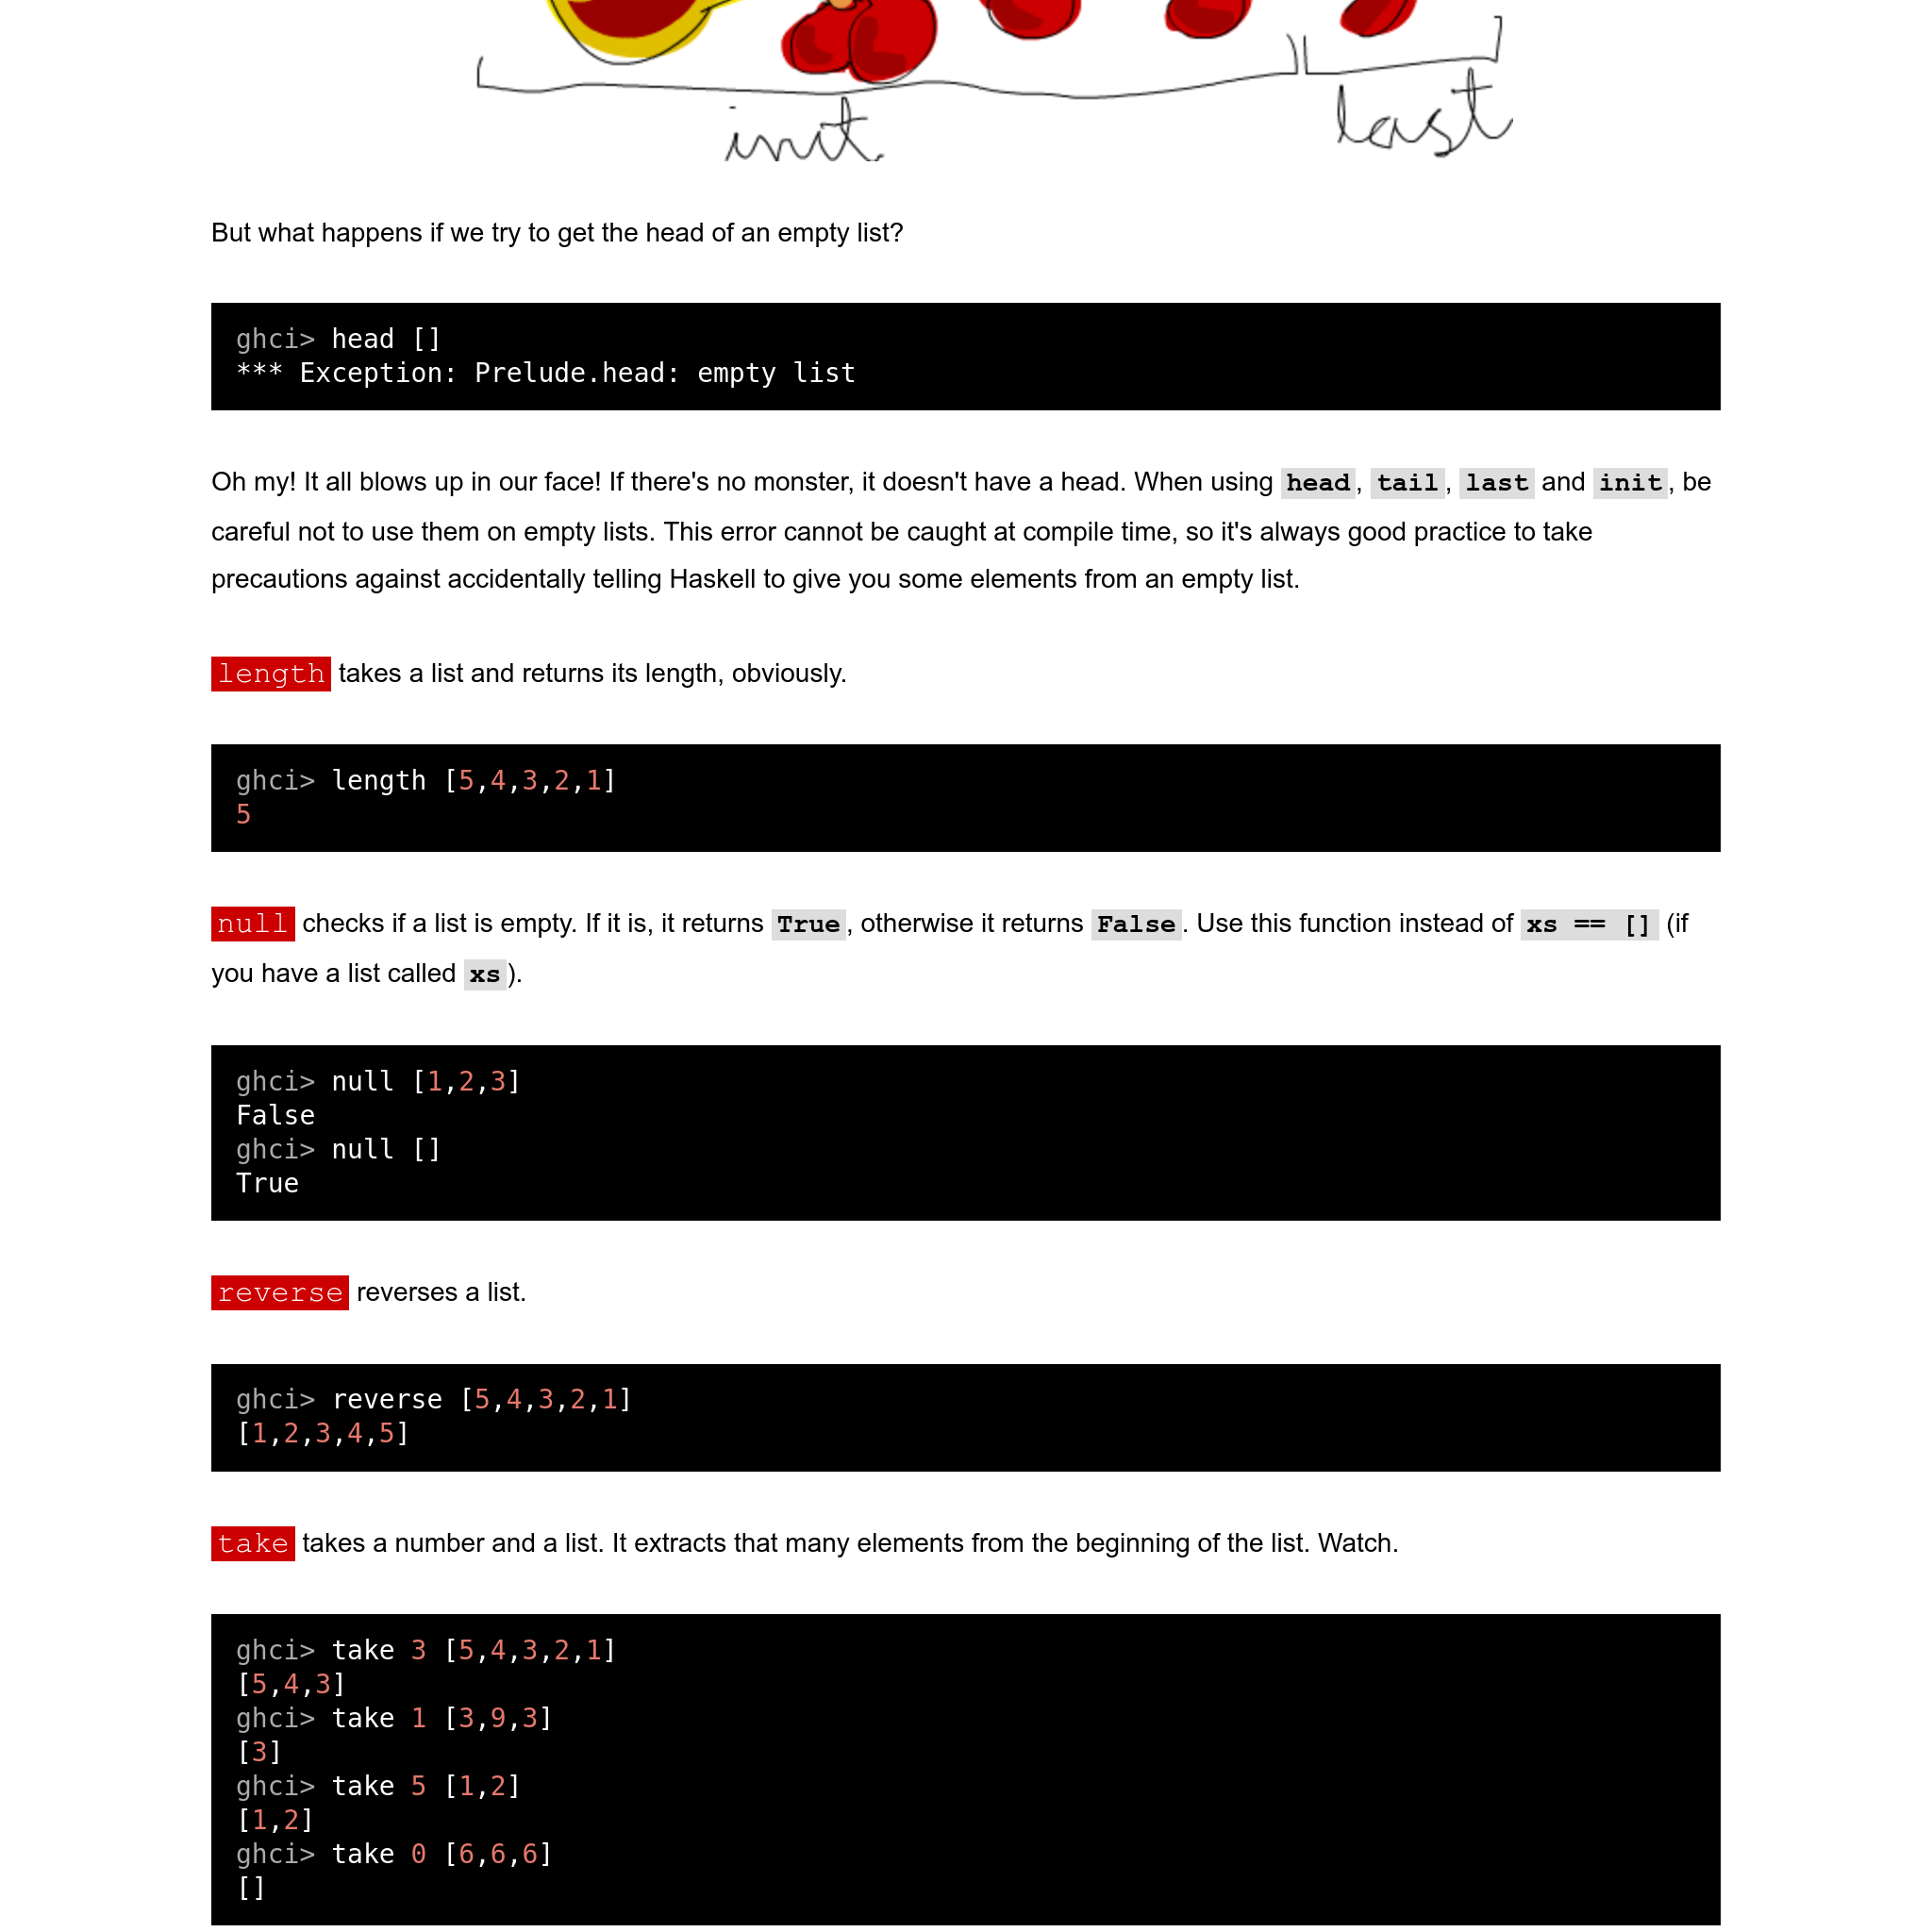 init last
But what happens if we try to get the head of an empty list?
ghci> head []
*** Exception: Prelude.head: empty list
Oh my! It all blows up in our face! If there's no monster, it doesn't have a head. When using head, tail, last and init, be
careful not to use them on empty lists. This error cannot be caught at compile time, so it's always good practice to take
precautions against accidentally telling Haskell to give you some elements from an empty list.
length takes a list and returns its length, obviously.
ghci> length [5,4,3,2,1]
5
null checks if a list is empty. If it is, it returns True, otherwise it returns False. Use this function instead of xs == [] (if
you have a list called xs).
ghci> null [1,2,3]
False
ghci> null []
True
reverse reverses a list.
ghci> reverse [5,4,3,2,1]
[1,2,3,4,5]
take takes a number and a list. It extracts that many elements from the beginning of the list. Watch.
ghci> take 3 [5,4,3,2,1]
[5,4,3]
ghci> take 1 [3,9,3]
[3]
ghci> take 5 [1,2]
[1,2]
ghci> take 0 [6,6,6]
[]